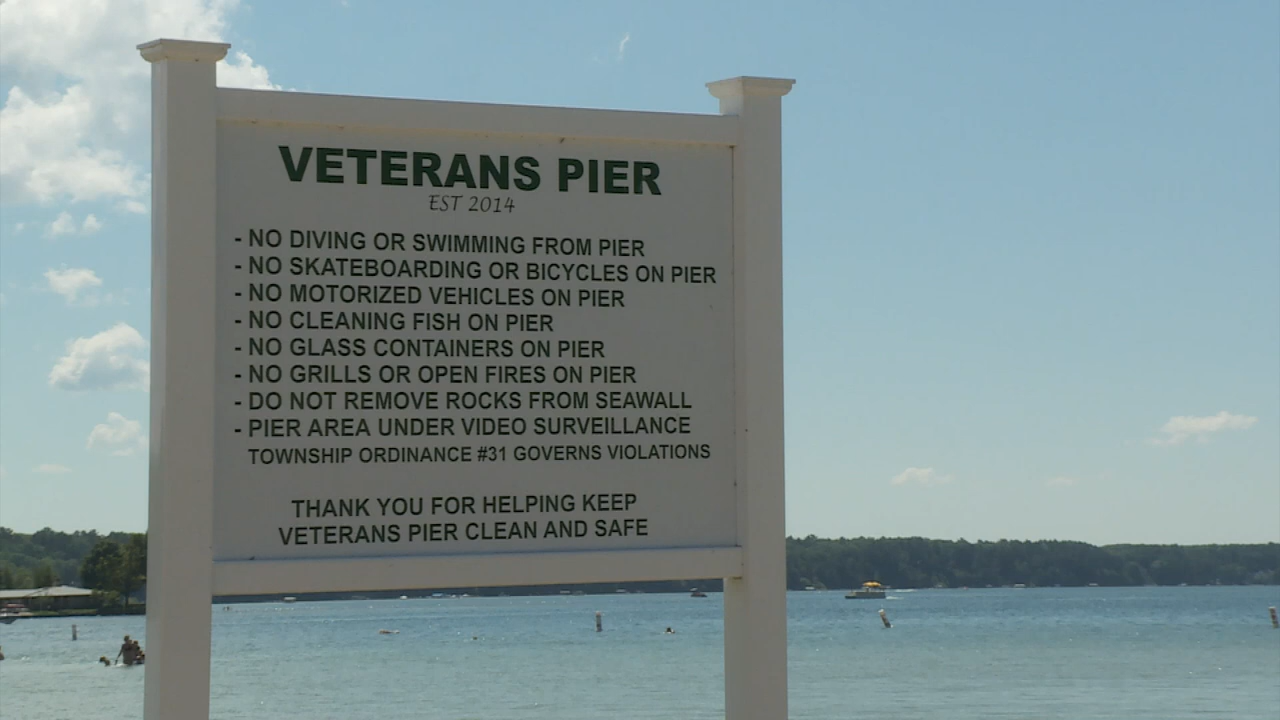 VETERANS PIER
EST 2014
- NO DIVING OR SWIMMING FROM PIER
- NO SKATEBOARDING OR BICYCLES ON PIER
- NO MOTORIZED VEHICLES ON PIER
- NO CLEANING FISH ON PIER
- NO GLASS CONTAINERS ON PIER
- NO GRILLS OR OPEN FIRES ON PIER
- DO NOT REMOVE ROCKS FROM SEAWALL
- PIER AREA UNDER VIDEO SURVEILLANCE
TOWNSHIP ORDINANCE #31 GOVERNS VIOLATIONS
THANK YOU FOR HELPING KEEP
VETERANS PIER CLEAN AND SAFE